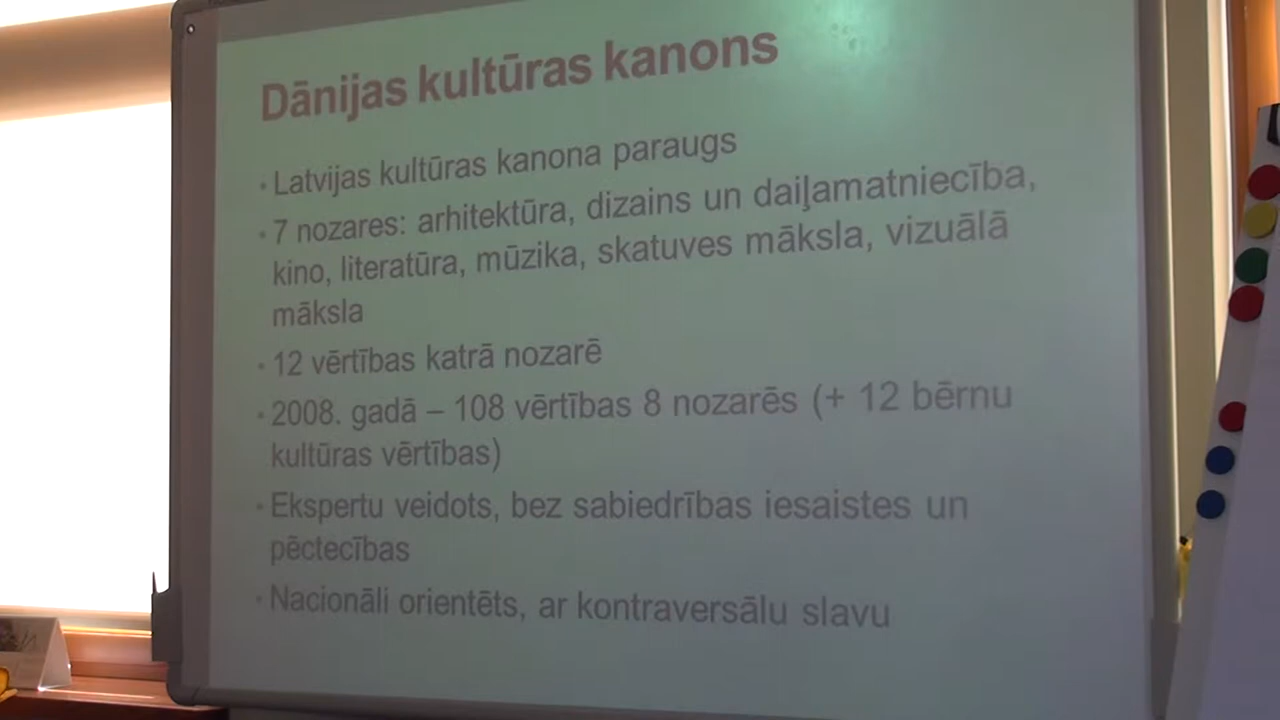 Dānijas kultūras kanons
• Latvijas kultūras kanona paraugs
• 7 nozares: arhitektūra, dizains un daiļamatniecība,
kino, literatūra, mūzika, skatuves māksla, vizuālā
māksla
• 12 vērtības katrā nozarē
• 2008. gadā – 108 vērtības 8 nozarēs (+ 12 bērnu
kultūras vērtības)
• Ekspertu veidots, bez sabiedrības iesaistes un
pēctecības
• Nacionāli orientēts, ar kontraversālu slavu